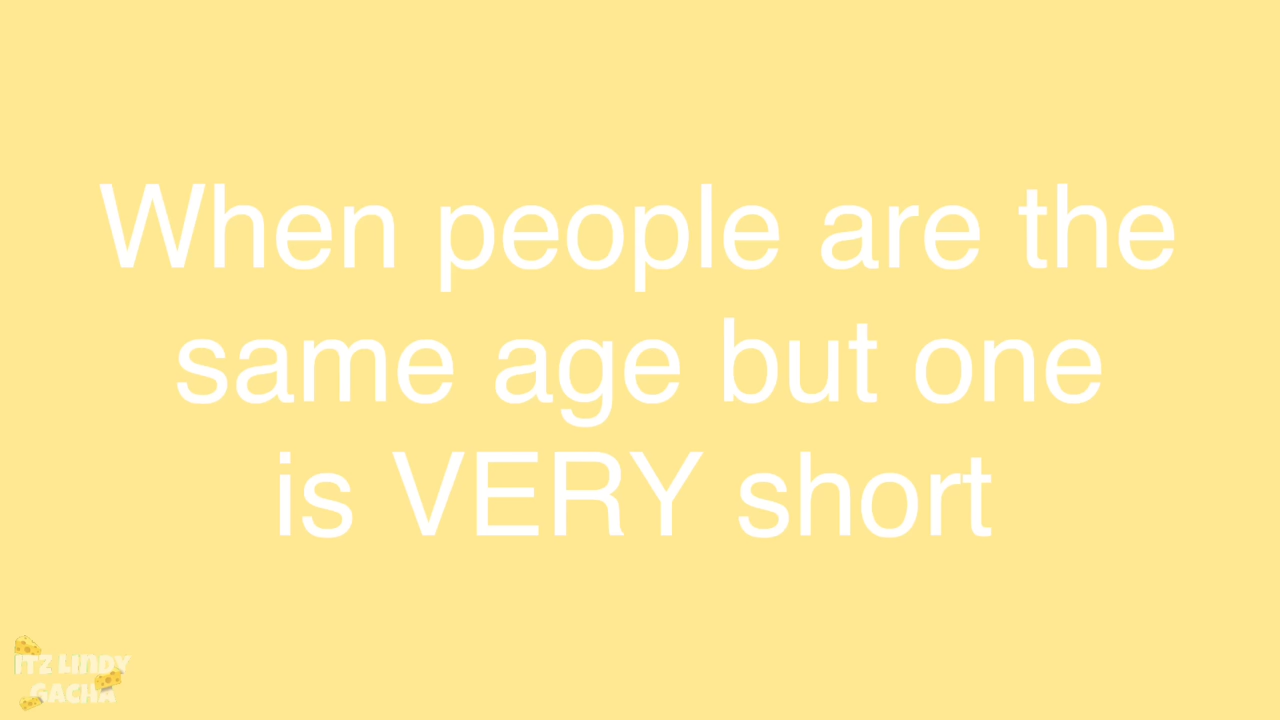 When people are the
same age but one
is VERY short
ITZ LINDY
GACHA